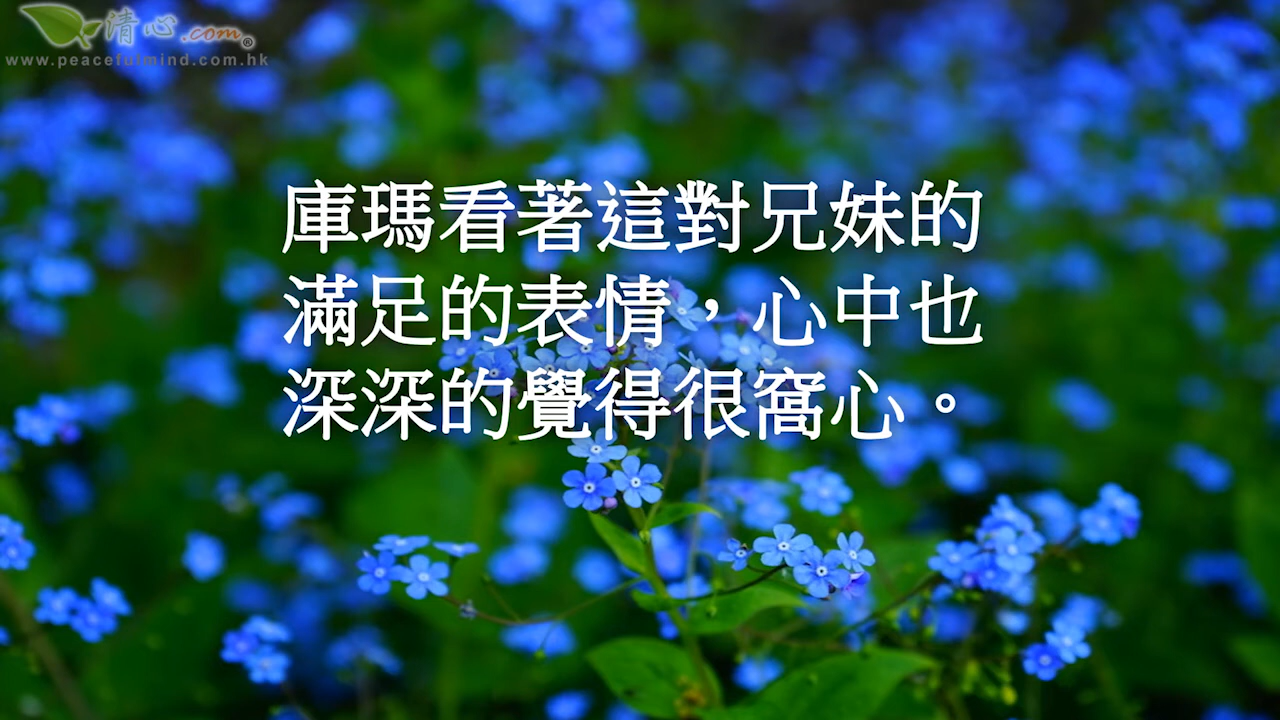 清心.com®
www.peacefulmind.com.hk
庫瑪看著這對兄妹的
滿足的表情，心中也
深深的覺得很窩心。